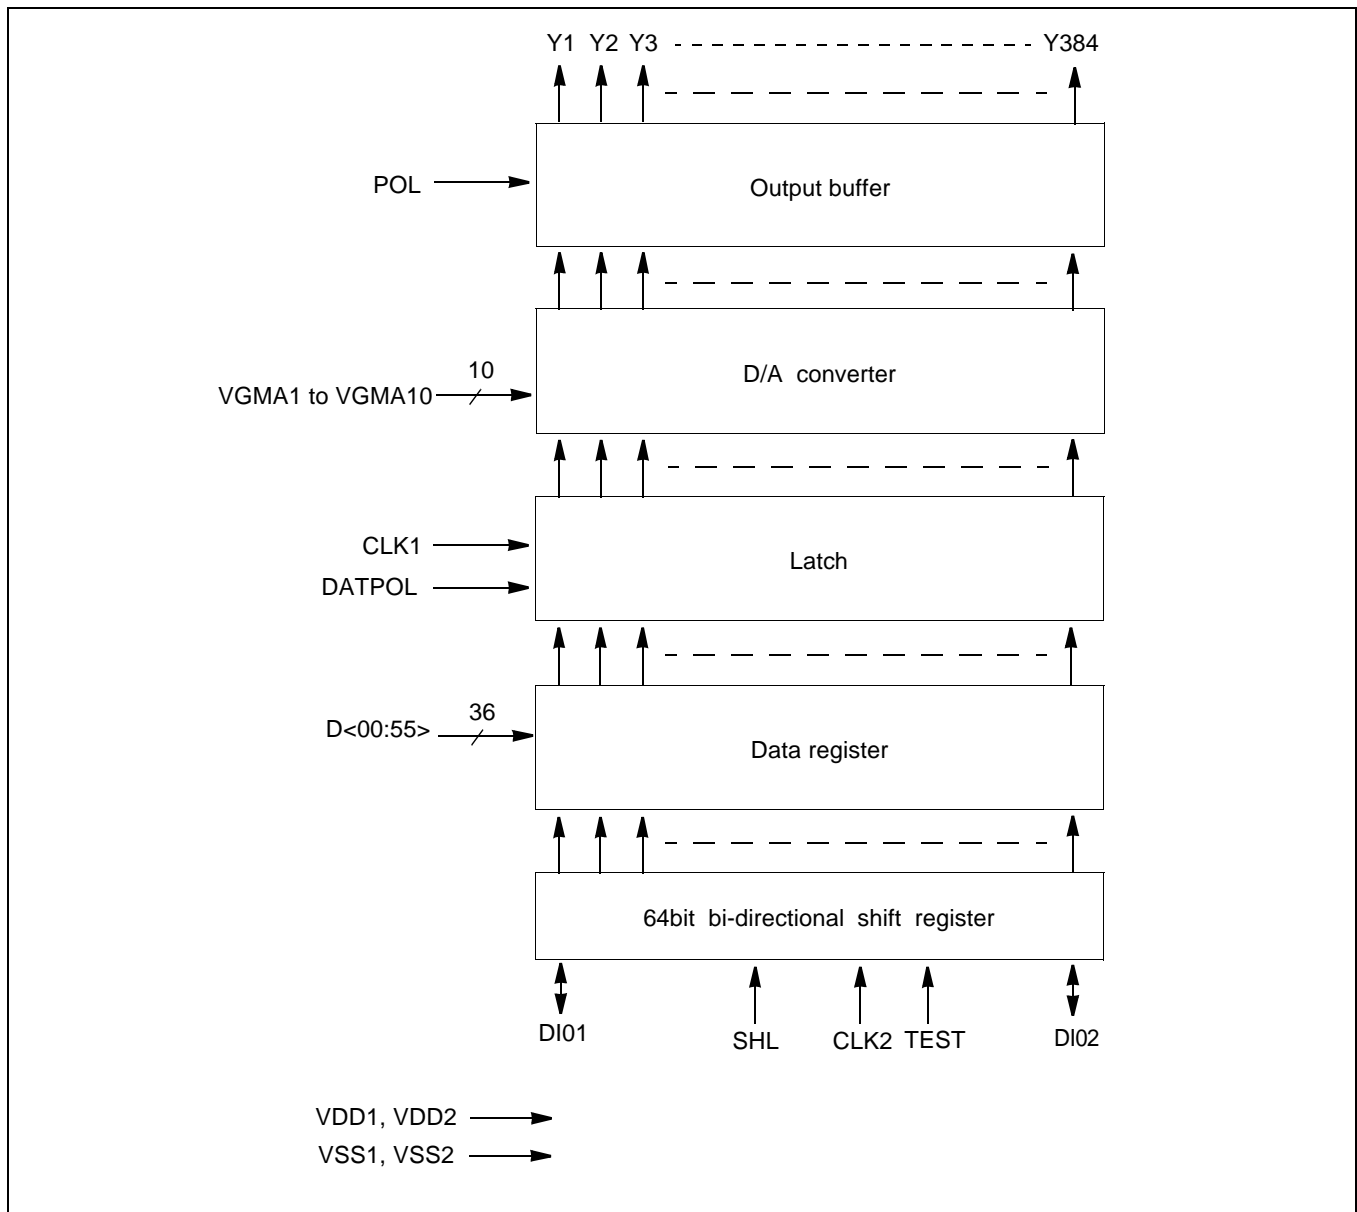 Y1 Y2 Y3 Y384
POL
Output buffer
10
VGMA1 to VGMA10
D/A converter
CLK1
DATPOL
Latch
36
D<00:55>
Data register
64bit bi-directional shift register
DI01 SHL CLK2 TEST DI02
VDD1, VDD2
VSS1, VSS2